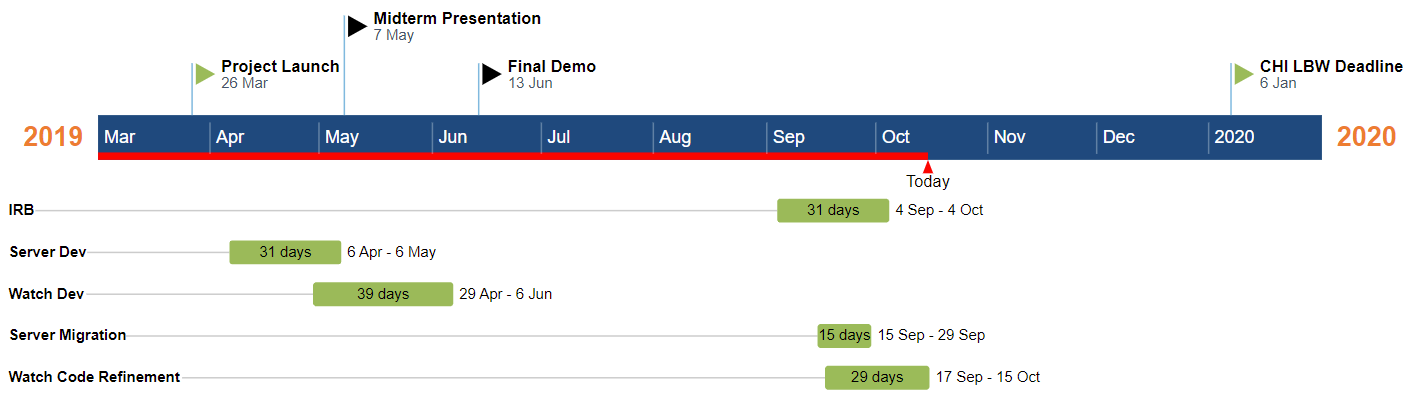 Midterm Presentation
7 May
Project Launch
26 Mar
Final Demo
13 Jun
CHI LBW Deadline
6 Jan
2019 Mar Apr May Jun Jul Aug Sep Oct Nov Dec 2020 2020
Today
IRB 31 days 4 Sep - 4 Oct
Server Dev 31 days 6 Apr - 6 May
Watch Dev 39 days 29 Apr - 6 Jun
Server Migration 15 days 15 Sep - 29 Sep
Watch Code Refinement 29 days 17 Sep - 15 Oct